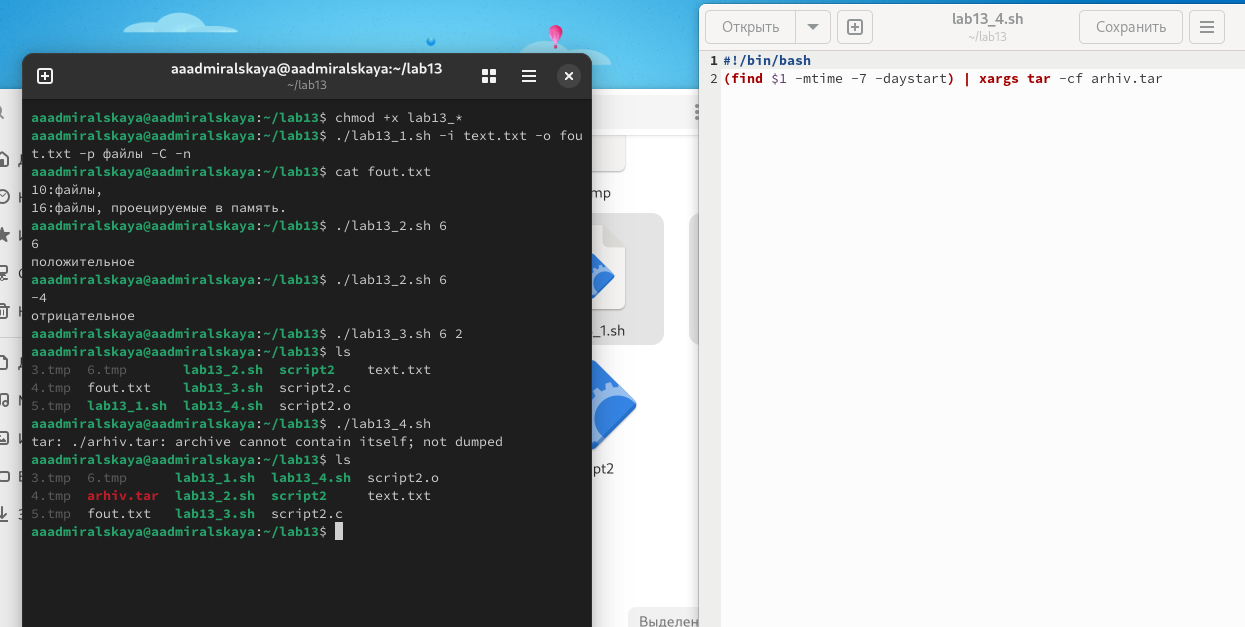 aaadmiralskaya@aadmiralskaya:~/lab13
~/lab13
aaadmiralskaya@aadmiralskaya:~/lab13$ chmod +x lab13_*
aaadmiralskaya@aadmiralskaya:~/lab13$ ./lab13_1.sh -i text.txt -o fou
t.txt -p файлы -C -n
aaadmiralskaya@aadmiralskaya:~/lab13$ cat fout.txt
10:файлы,
16:файлы, проецируемые в память.
aaadmiralskaya@aadmiralskaya:~/lab13$ ./lab13_2.sh 6
6
положительное
aaadmiralskaya@aadmiralskaya:~/lab13$ ./lab13_2.sh 6
-4
отрицательное
aaadmiralskaya@aadmiralskaya:~/lab13$ ./lab13_3.sh 6 2
aaadmiralskaya@aadmiralskaya:~/lab13$ ls
3.tmp 6.tmp lab13_2.sh script2 text.txt
4.tmp fout.txt lab13_3.sh script2.c
5.tmp lab13_1.sh lab13_4.sh script2.o
aaadmiralskaya@aadmiralskaya:~/lab13$ ./lab13_4.sh
tar: ./arhiv.tar: archive cannot contain itself; not dumped
aaadmiralskaya@aadmiralskaya:~/lab13$ ls
3.tmp 6.tmp lab13_1.sh lab13_4.sh script2.o
4.tmp arhiv.tar lab13_2.sh script2 text.txt
5.tmp fout.txt lab13_3.sh script2.c
aaadmiralskaya@aadmiralskaya:~/lab13$
mp
_1.sh
pt2
Выделен
Открыть
lab13_4.sh
~/lab13
Сохранить
1 #!/bin/bash
2 (find $1 -mtime -7 -daystart) | xargs tar -cf arhiv.tar